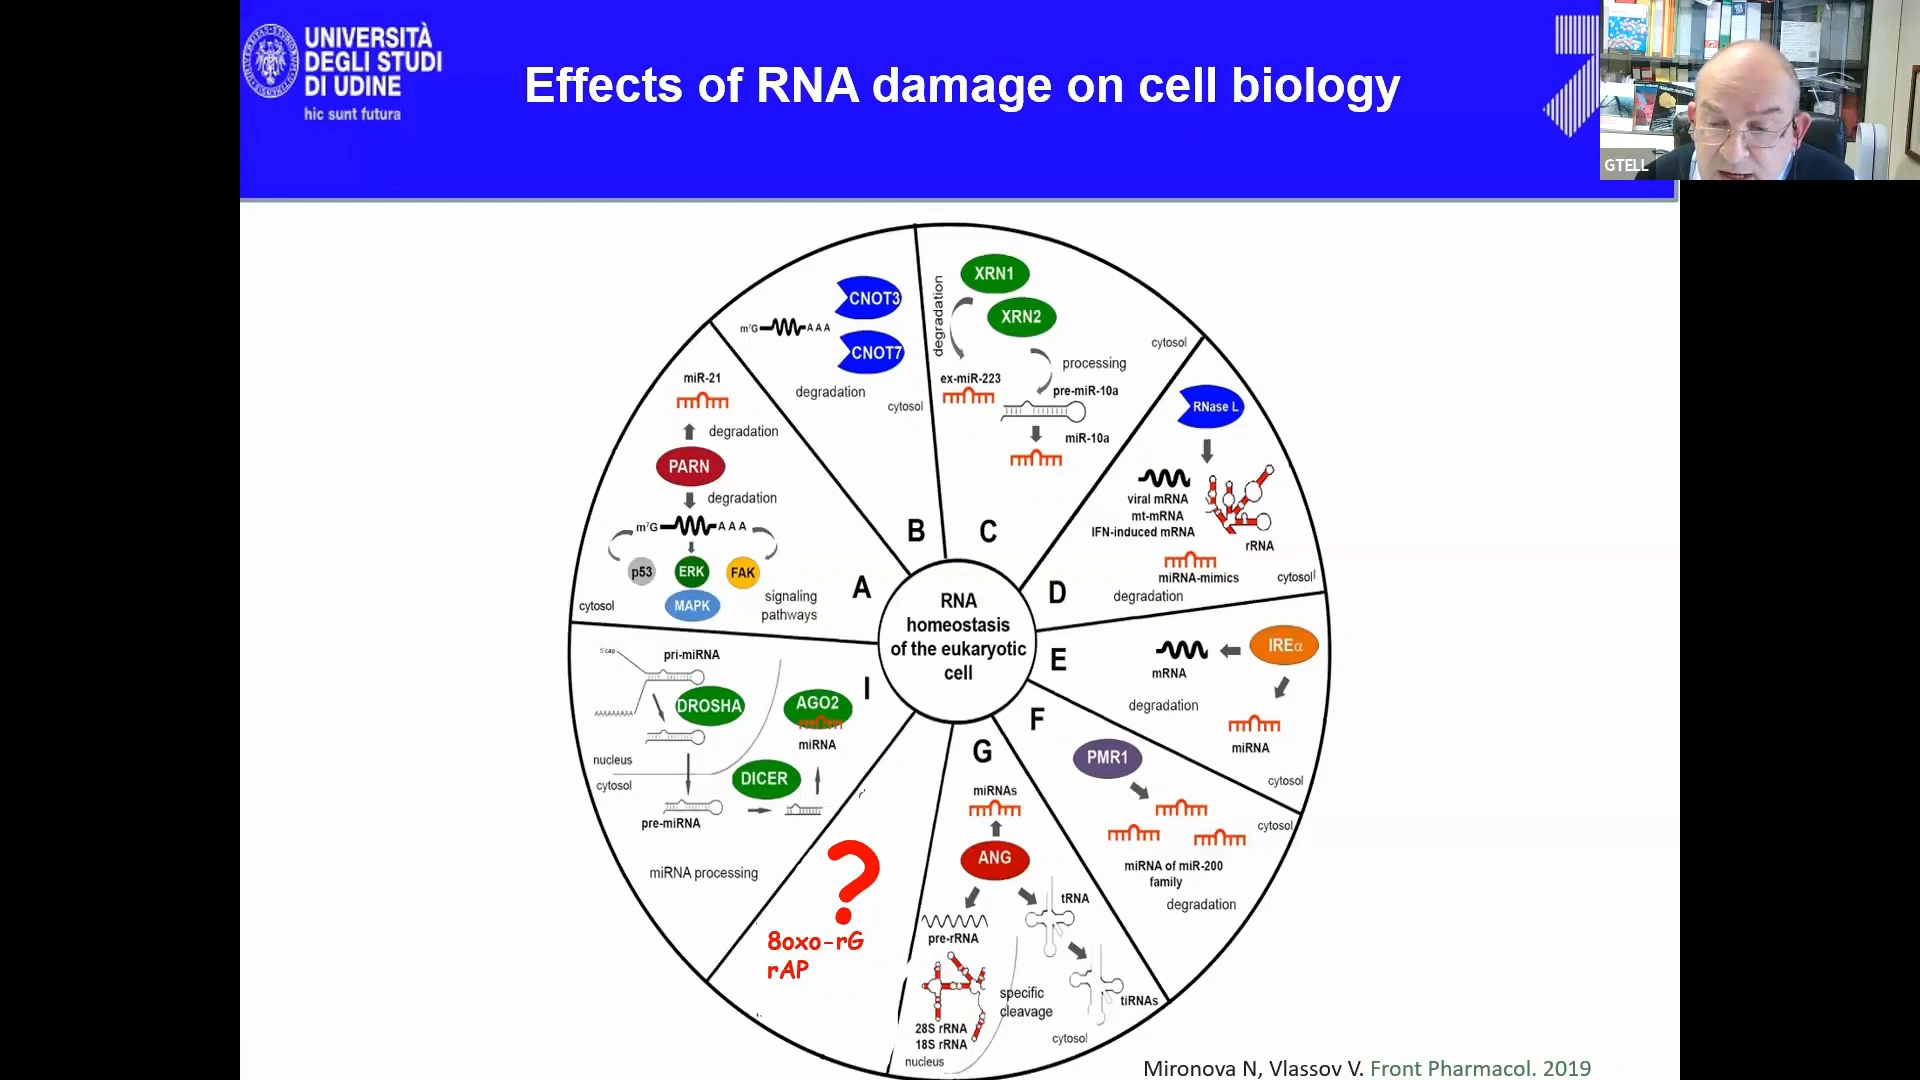 UNIVERSITÀ
DEGLI STUDI
DI UDINE
hic sunt futura
Effects of RNA damage on cell biology
GTELL
CNOT3
m⁷G AAA
CNOT7
degradation
cytosol
B
degradation
XRN1
XRN2
cytosol
processing
ex-miR-223
pre-miR-10a
miR-10a
C
RNase L
viral mRNA
mt-mRNA
IFN-induced mRNA
rRNA
miRNA-mimics
cytosol
degradation
D
miR-21
degradation
PARN
degradation
m⁷G AAA
p53
ERK
FAK
MAPK
signaling
pathways
cytosol
A
RNA
homeostasis
of the eukaryotic
cell
E
IREα
mRNA
degradation
miRNA
cytosol
F
PMR1
cytosol
miRNA of miR-200
family
degradation
G
miRNAs
ANG
tRNA
pre-rRNA
tiRNAs
specific
cleavage
28S rRNA
18S rRNA
nucleus
cytosol
?
8oxo-rG
rAP
I
5'cap
pri-miRNA
DROSHA
AAAAAAAAA
AGO2
miRNA
nucleus
cytosol
DICER
pre-miRNA
miRNA processing
Mironova N, Vlassov V. Front Pharmacol. 2019